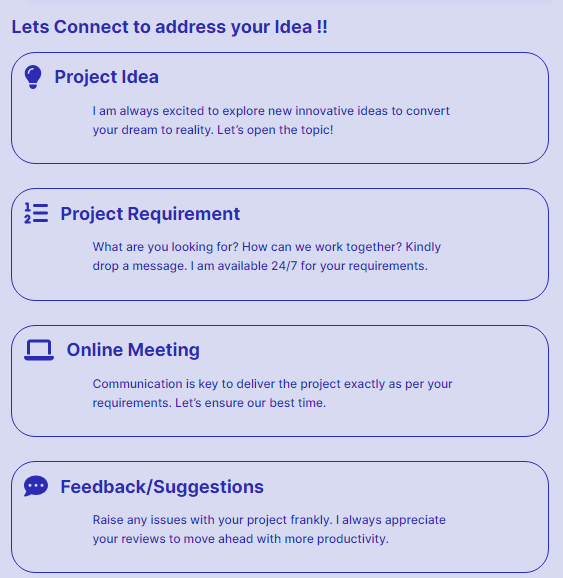 Lets Connect to address your Idea !!
Project Idea
I am always excited to explore new innovative ideas to convert
your dream to reality. Let’s open the topic!
Project Requirement
What are you looking for? How can we work together? Kindly
drop a message. I am available 24/7 for your requirements.
Online Meeting
Communication is key to deliver the project exactly as per your
requirements. Let’s ensure our best time.
Feedback/Suggestions
Raise any issues with your project frankly. I always appreciate
your reviews to move ahead with more productivity.